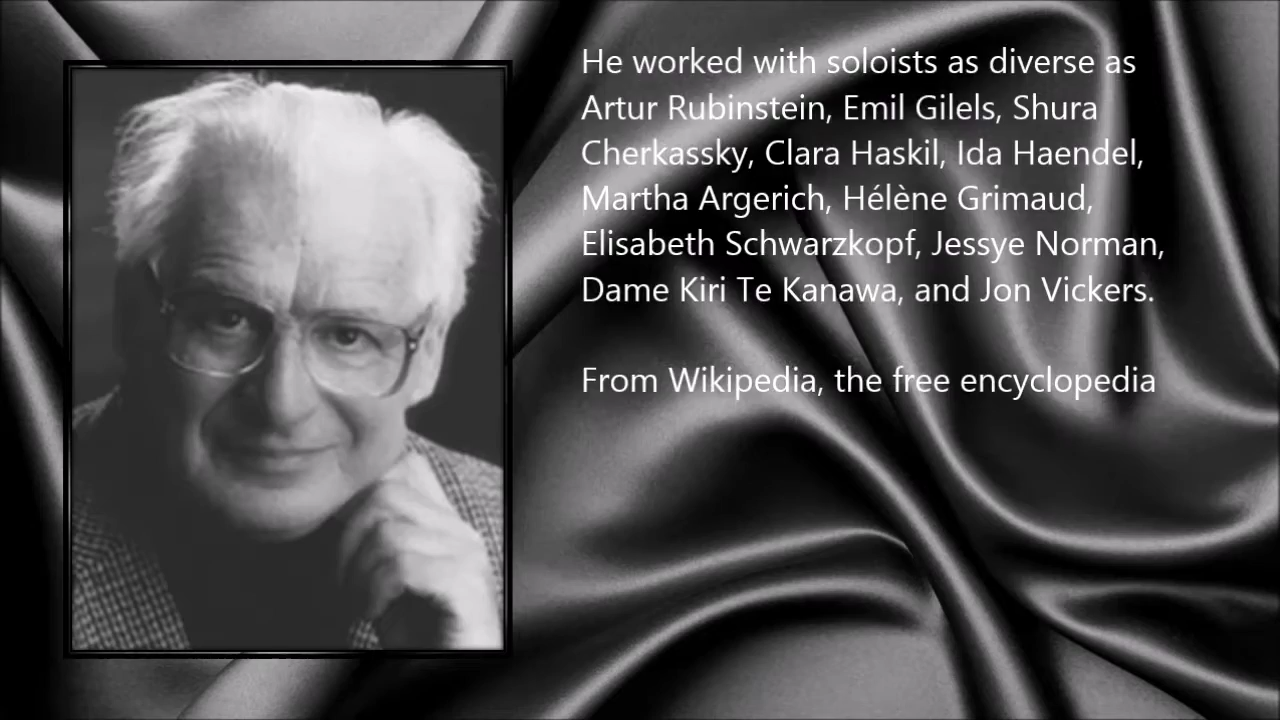 He worked with soloists as diverse as
Artur Rubinstein, Emil Gilels, Shura
Cherkassky, Clara Haskil, Ida Haendel,
Martha Argerich, Hélène Grimaud,
Elisabeth Schwarzkopf, Jessye Norman,
Dame Kiri Te Kanawa, and Jon Vickers.
From Wikipedia, the free encyclopedia